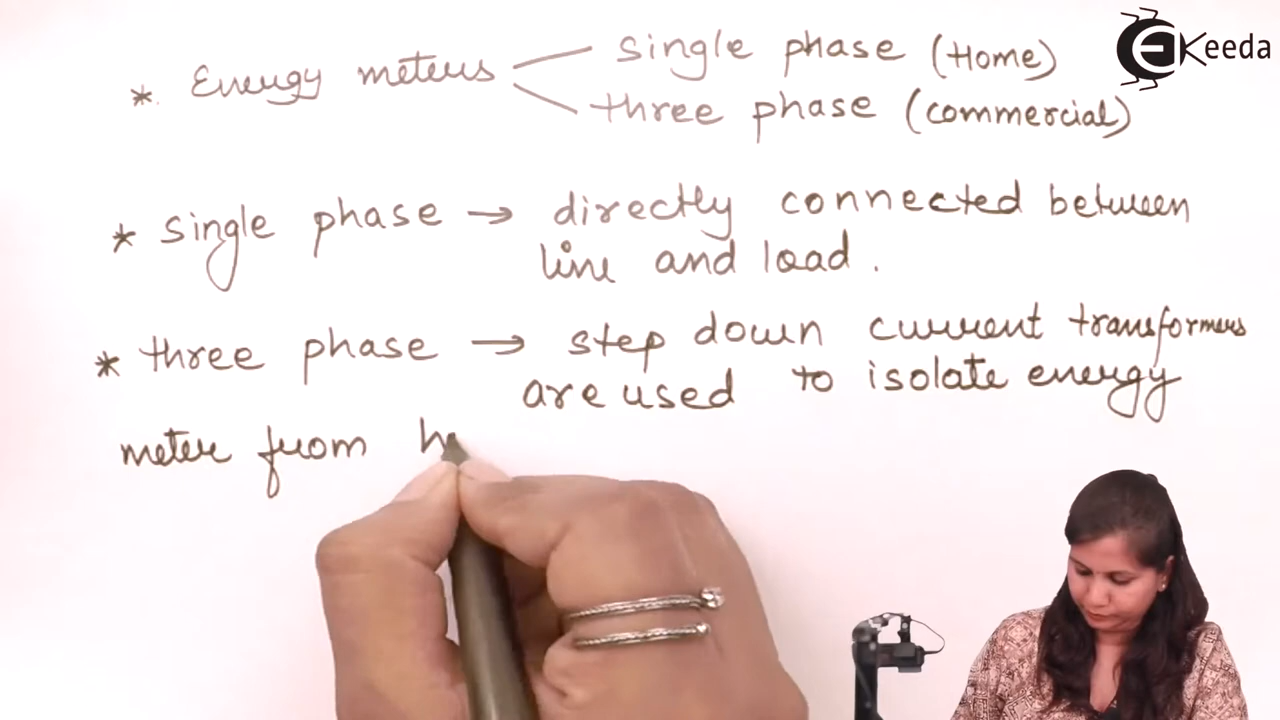 * Energy meters
single phase (Home)
three phase (commercial)
EKeeda
* single phase → directly connected between
line and load.
* three phase → step down current transformers
are used to isolate energy
meter from